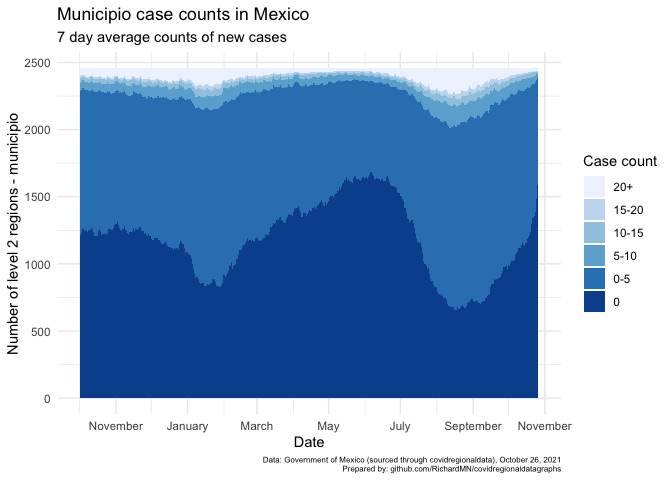 Municipio case counts in Mexico
7 day average counts of new cases
Number of level 2 regions - municipio
2500
2000
1500
1000
500
0
November
January
March
May
July
September
November
Date
Case count
20+
15-20
10-15
5-10
0-5
0
Data: Government of Mexico (sourced through covidregionaldata), October 26, 2021
Prepared by: github.com/RichardMN/covidregionaldatagraphs